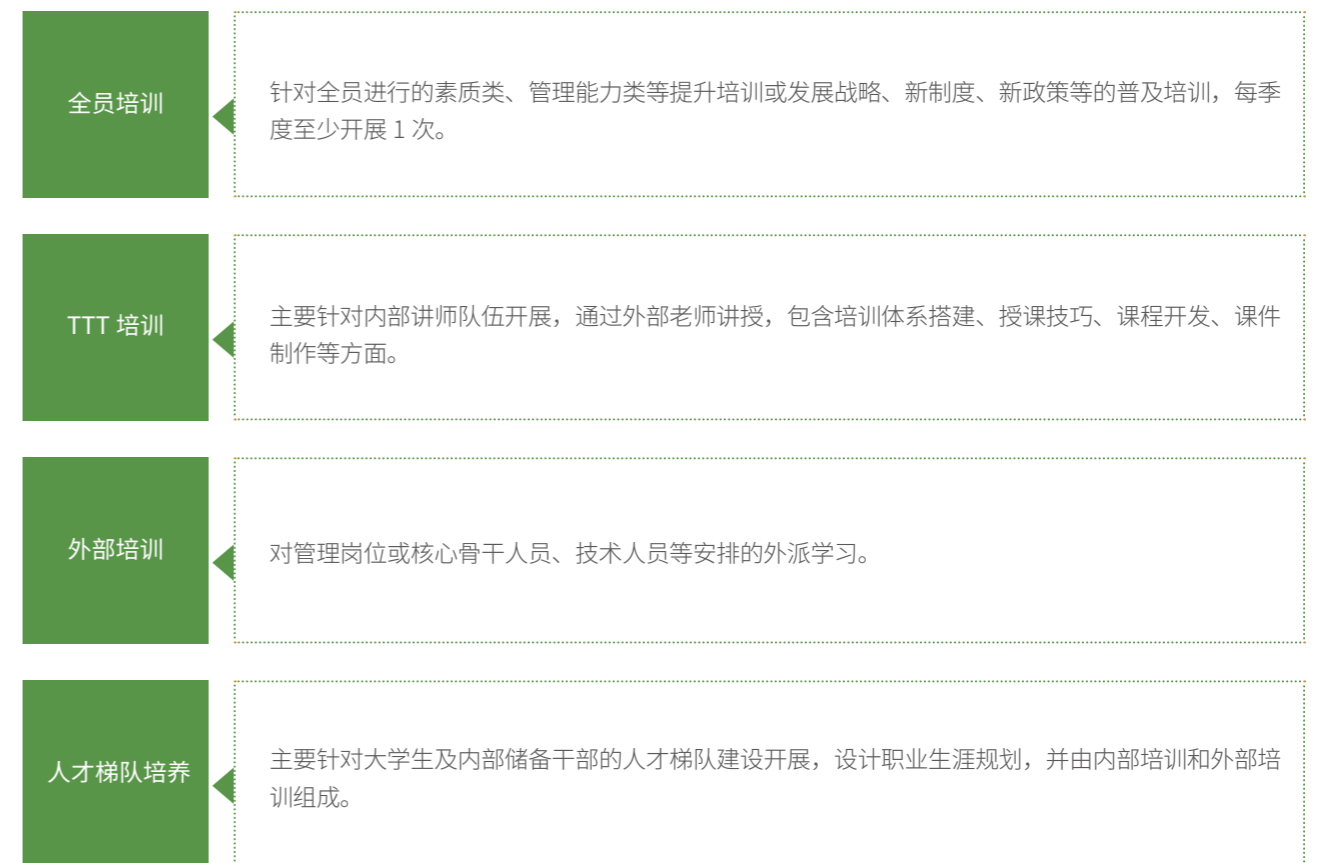 全员培训
针对全员进行的素质类、管理能力类等提升培训或发展战略、新制度、新政策等的普及培训，每季
度至少开展 1 次。
TTT 培训
主要针对内部讲师队伍开展，通过外部老师讲授，包含培训体系搭建、授课技巧、课程开发、课件
制作等方面。
外部培训
对管理岗位或核心骨干人员、技术人员等安排的外派学习。
人才梯队培养
主要针对大学生及内部储备干部的人才梯队建设开展，设计职业生涯规划，并由内部培训和外部培
训组成。